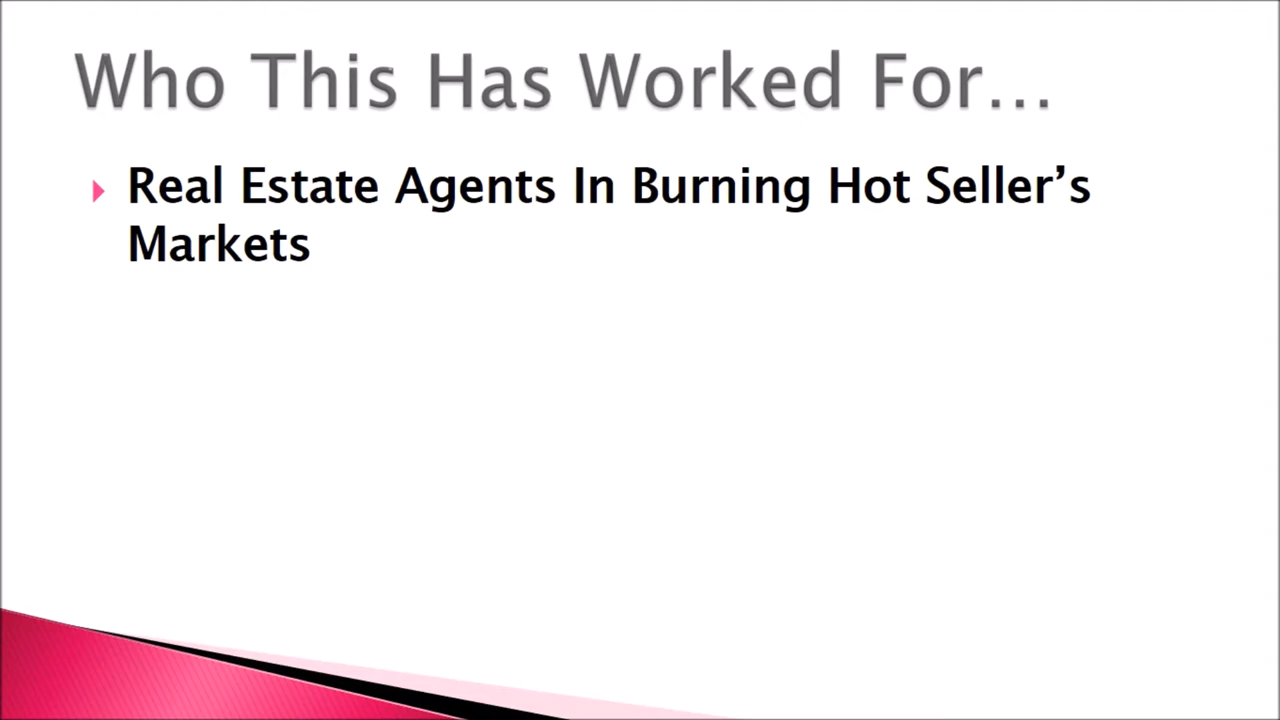 Who This Has Worked For...
Real Estate Agents In Burning Hot Seller’s
Markets